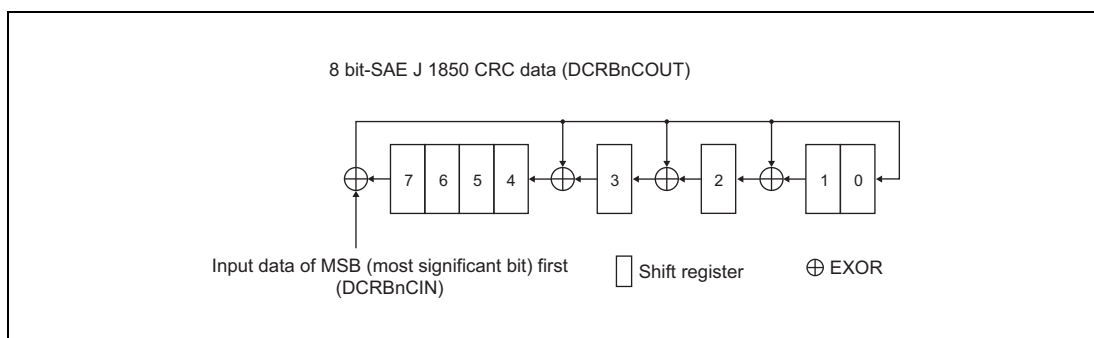 8 bit-SAE J 1850 CRC data (DCRBnCOUT)
7 6 5 4 3 2 1 0
Input data of MSB (most significant bit) first
(DCRBnCIN)
Shift register
EXOR